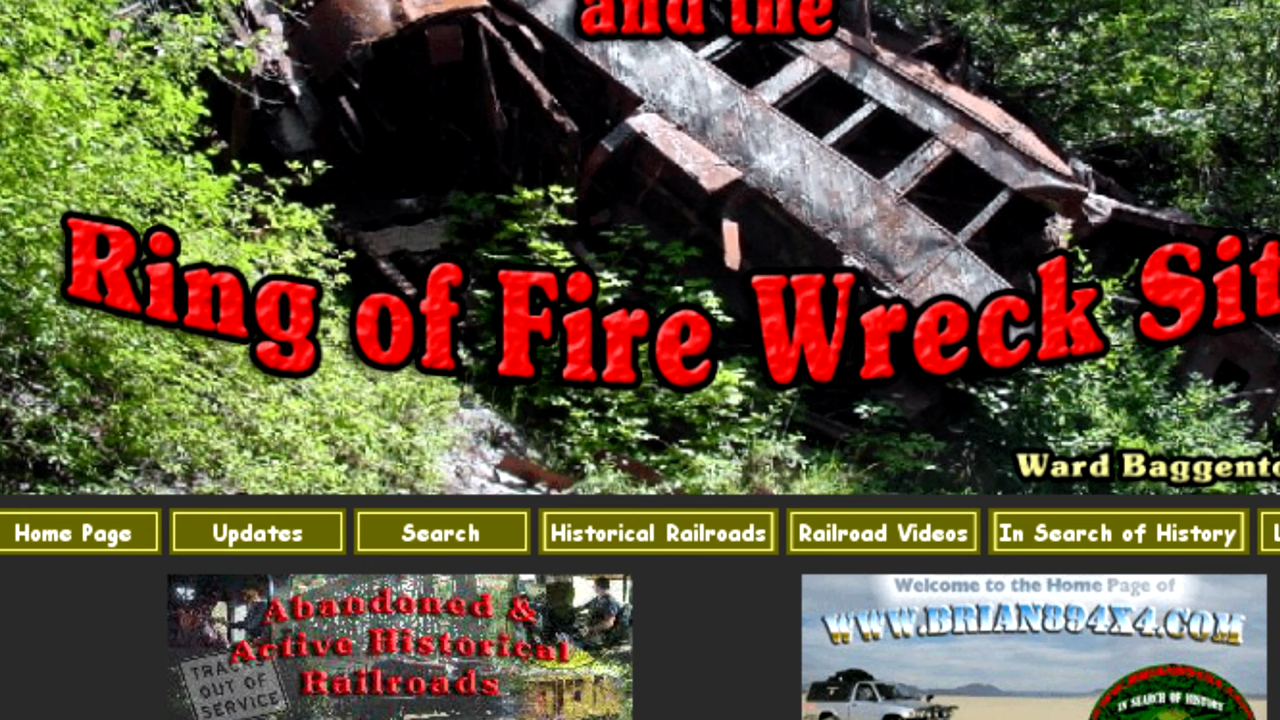 and the
Ring of Fire Wreck Sit
Ward Baggent
Home Page
Updates
Search
Historical Railroads
Railroad Videos
In Search of History
Abandoned &
Active Historical
Railroads
TRACKS
OUT OF
SERVICE
Welcome to the Home Page of
WWW.BRIAN894X4.COM
IN SEARCH OF HISTORY